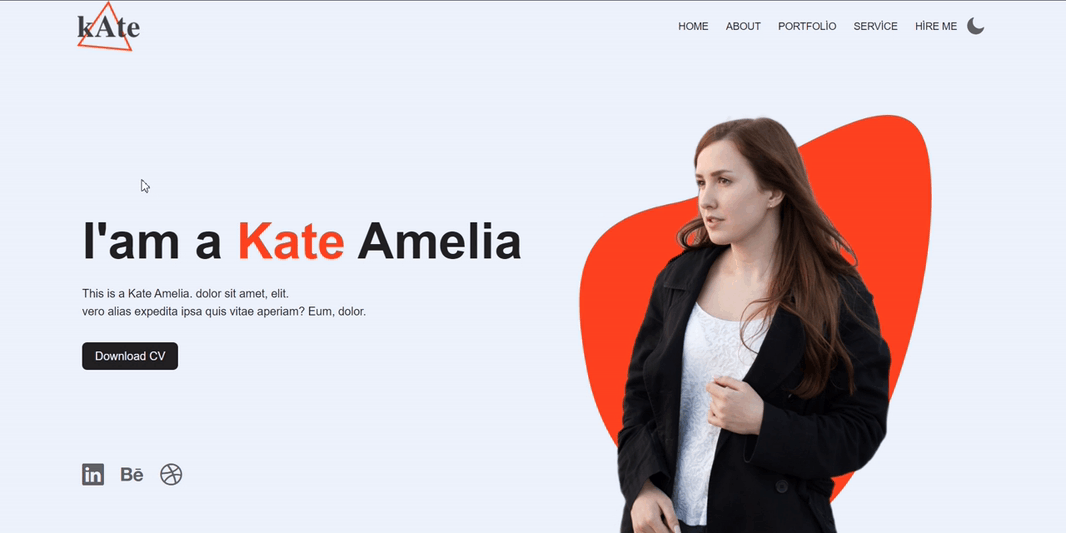 kAte
HOME ABOUT PORTFOLİO SERVİCE HİRE ME
I'am a Kate Amelia
This is a Kate Amelia. dolor sit amet, elit.
vero alias expedita ipsa quis vitae aperiam? Eum, dolor.
Download CV
in Bē